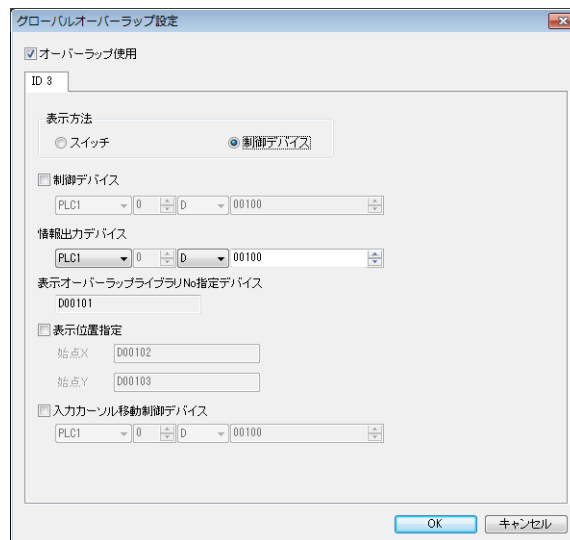 グローバルオーバーラップ設定
オーバーラップ使用
ID 3
表示方法
スイッチ 制御デバイス
制御デバイス
PLC1 0 D 00100
情報出力デバイス
PLC1 0 D 00100
表示オーバーラップライブラリNo指定デバイス
D00101
表示位置指定
始点X D00102
始点Y D00103
入力カーソル移動制御デバイス
PLC1 0 D 00100
OK キャンセル